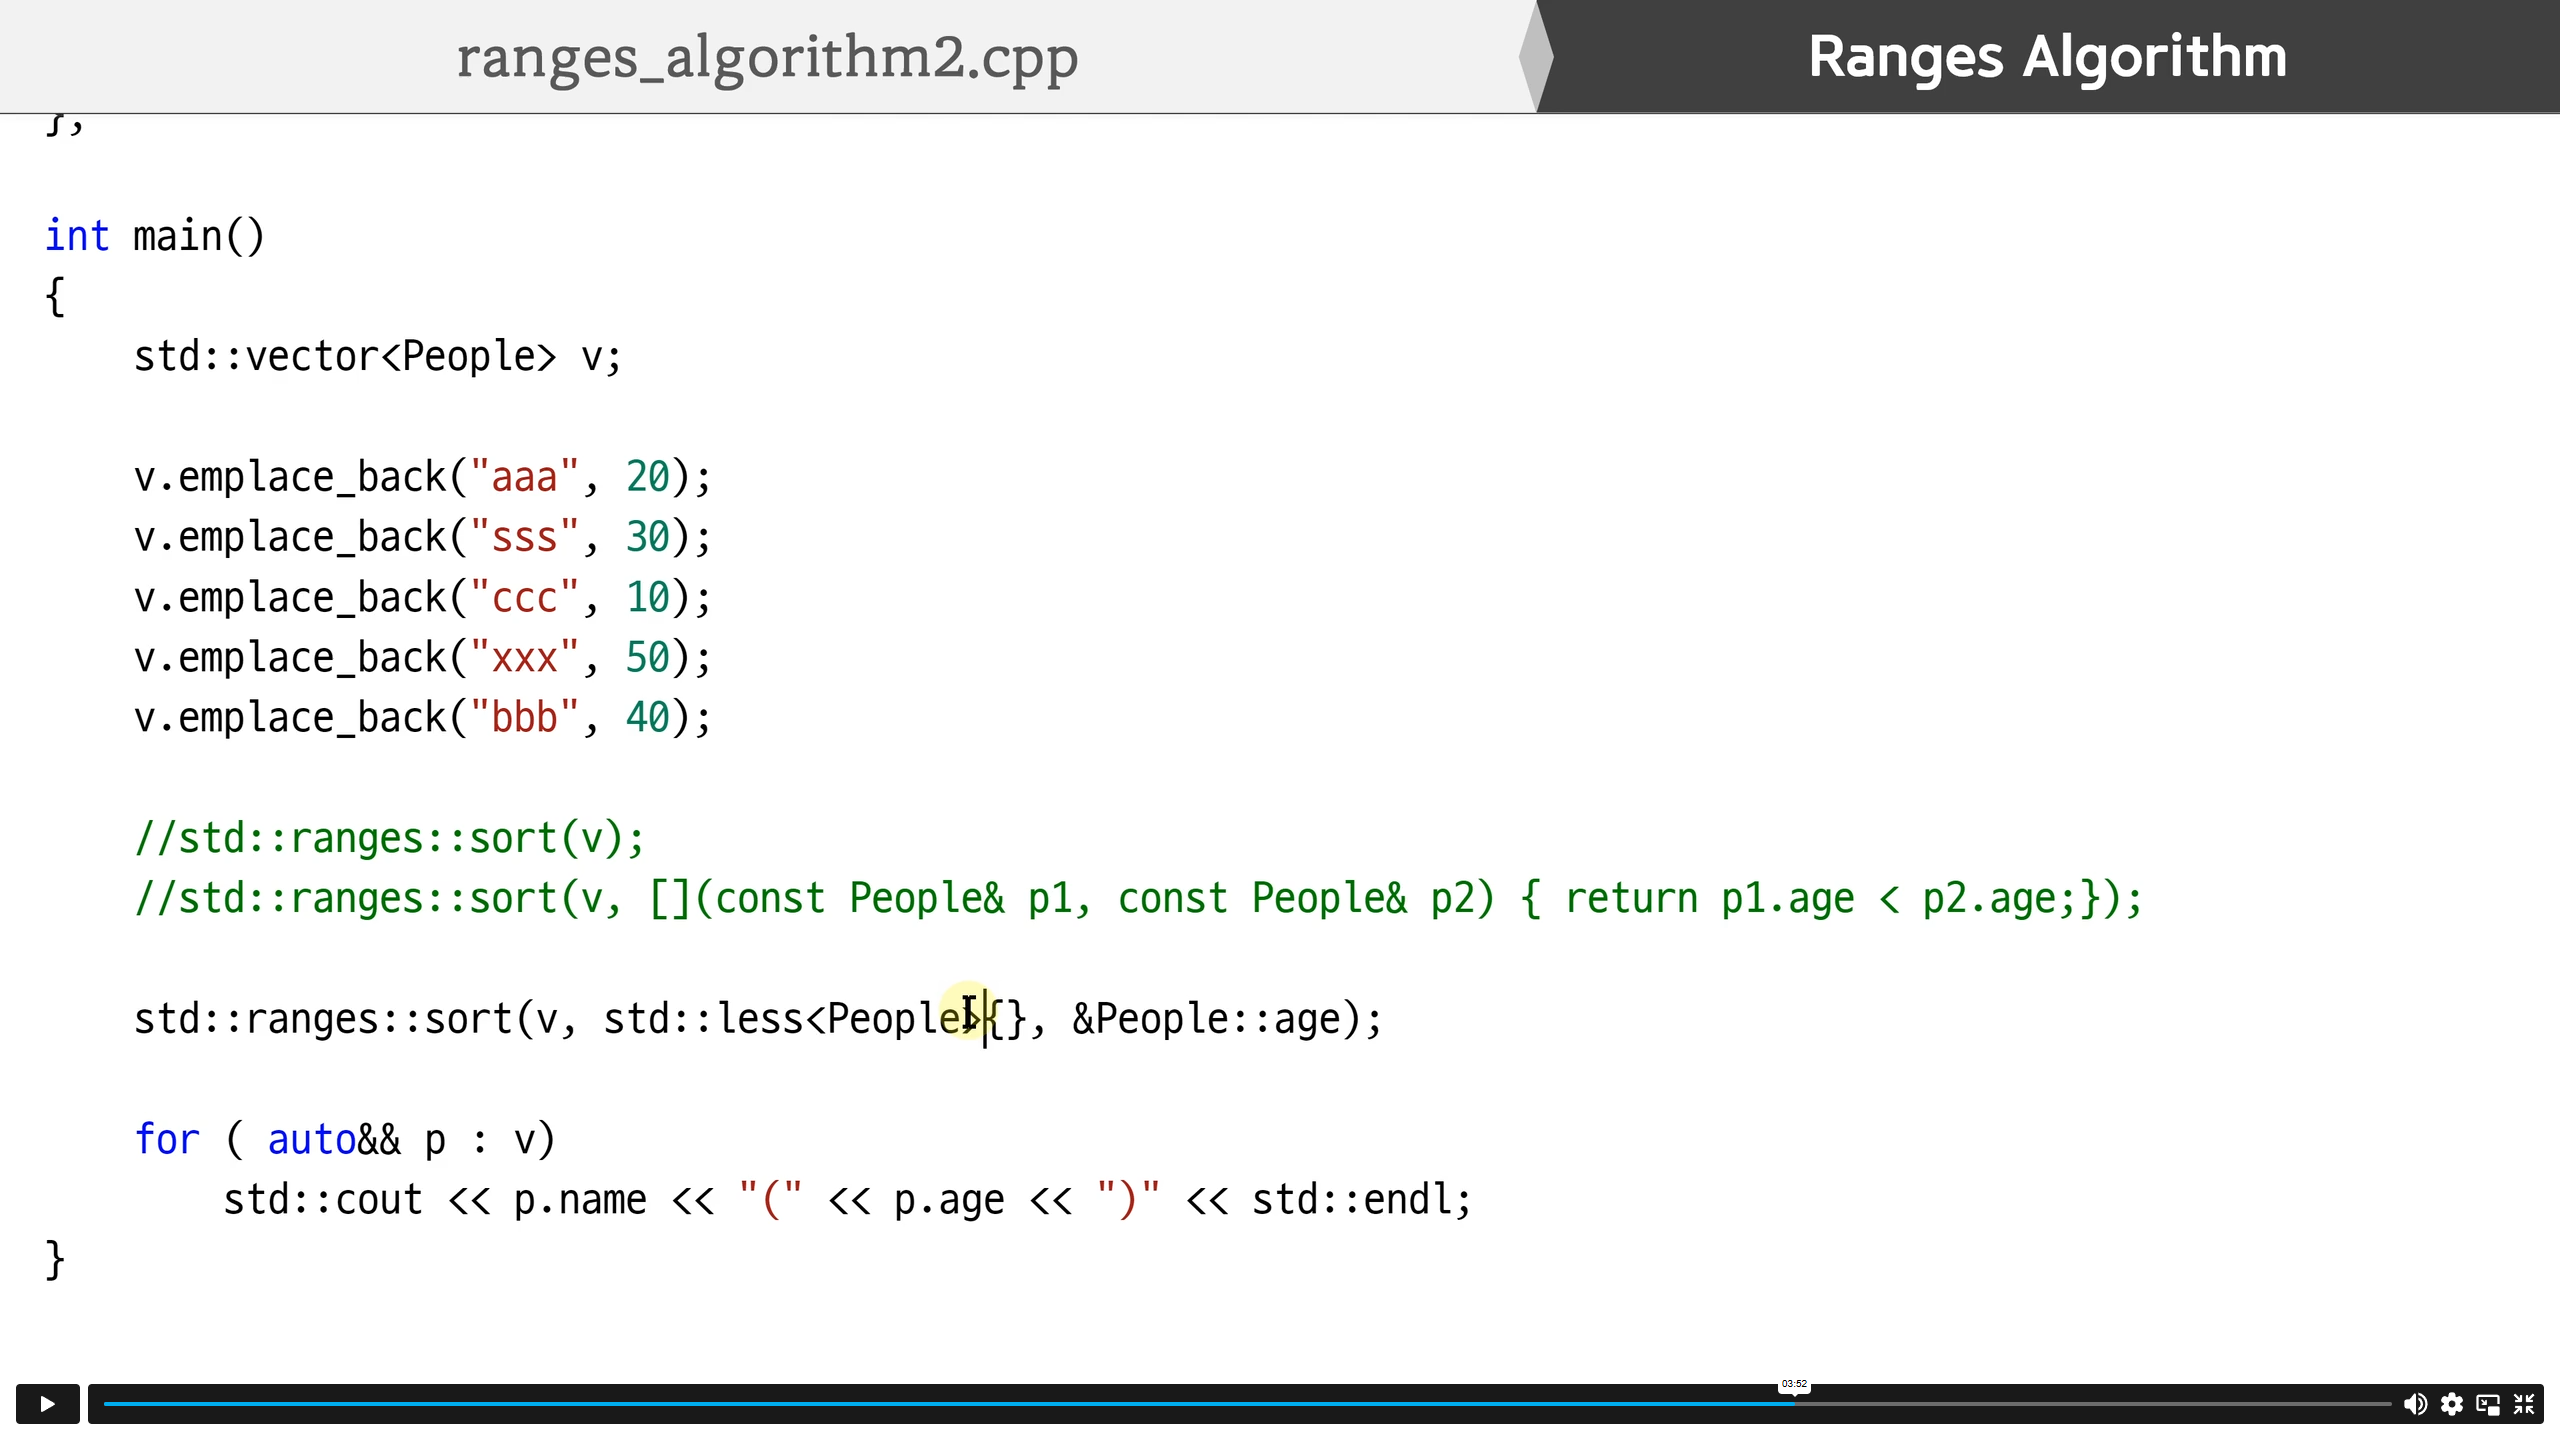 ranges_algorithm2.cpp
Ranges Algorithm
};
int main()
{
    std::vector<People> v;
    v.emplace_back("aaa", 20);
    v.emplace_back("sss", 30);
    v.emplace_back("ccc", 10);
    v.emplace_back("xxx", 50);
    v.emplace_back("bbb", 40);
    //std::ranges::sort(v);
    //std::ranges::sort(v, [](const People& p1, const People& p2) { return p1.age < p2.age;});
    std::ranges::sort(v, std::less<People>{}, &People::age);
    for ( auto&& p : v)
        std::cout << p.name << "(" << p.age << ")" << std::endl;
}
03:52